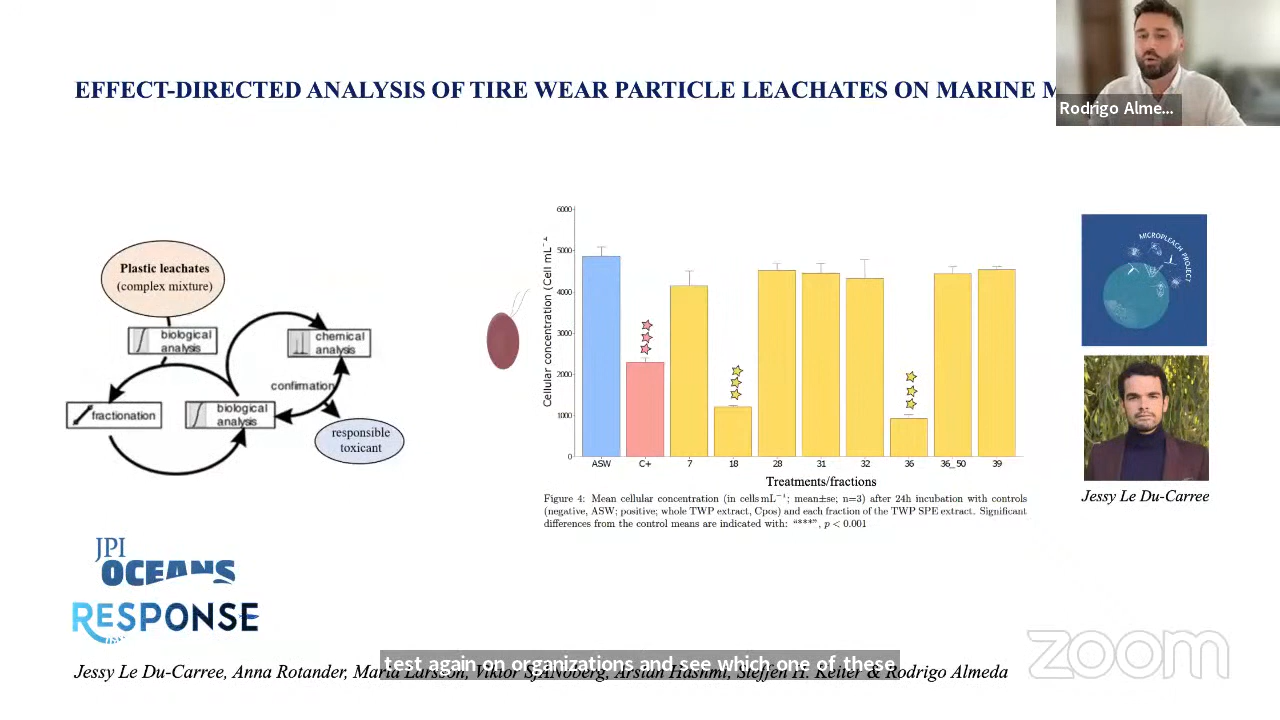 EFFECT-DIRECTED ANALYSIS OF TIRE WEAR PARTICLE LEACHATES ON MARINE M
Rodrigo Alme...
Plastic leachates
(complex mixture)
biological
analysis
chemical
analysis
confirmation
fractionation
biological
analysis
responsible
toxicant
Cellular concentration (Cell mL⁻¹
6000
5000
4000
3000
2000
1000
0
ASW C+ 7 18 28 31 32 36 36_50 39
Treatments/fractions
Figure 4: Mean cellular concentration (in cells mL⁻¹; mean±se; n=3) after 24h incubation with controls
(negative, ASW; positive; whole TWP extract, Cpos) and each fraction of the TWP SPE extract. Significant
differences from the control means are indicated with: "***", p < 0.001
MICROPLEACH PROJECT
Jessy Le Du-Carree
JPI
OCEANS
RESPONSE
zoom
test again on organizations and see which one of these
Jessy Le Du-Carree, Anna Rotander, Maria Larsson, Viktor Sjöberg, Arslan Hashmi, Steffen H. Keiter & Rodrigo Almeda